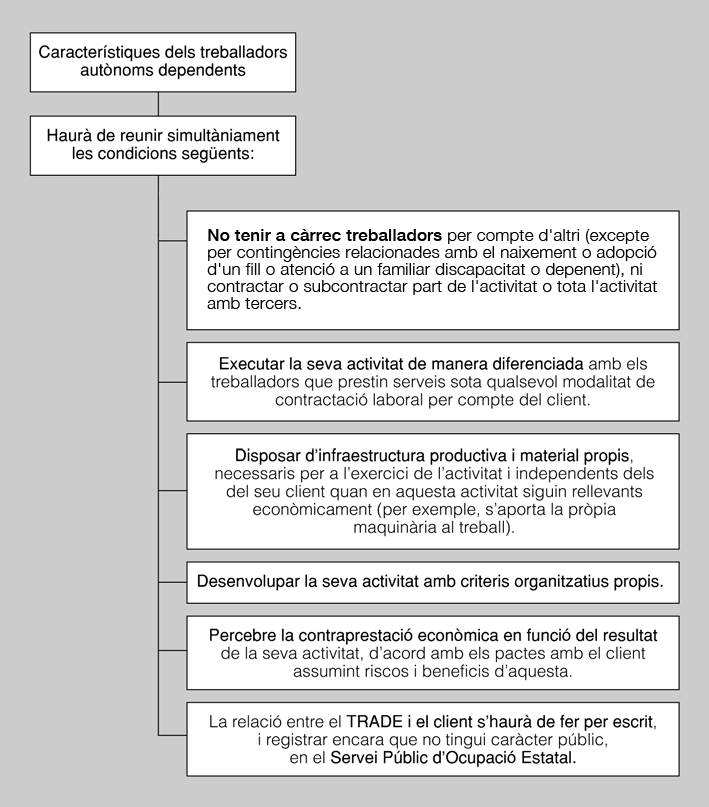 Característiques dels treballadors
autònoms dependents
Haurà de reunir simultàniament
les condicions següents:
No tenir a càrrec treballadors per compte d'altri (excepte
per contingències relacionades amb el naixement o adopció
d'un fill o atenció a un familiar discapacitat o depenent), ni
contractar o subcontractar part de l'activitat o tota l'activitat
amb tercers.
Executar la seva activitat de manera diferenciada amb els
treballadors que prestin serveis sota qualsevol modalitat de
contractació laboral per compte del client.
Disposar d’infraestructura productiva i material propis,
necessaris per a l’exercici de l’activitat i independents dels
del seu client quan en aquesta activitat siguin rellevants
econòmicament (per exemple, s’aporta la pròpia
maquinària al treball).
Desenvolupar la seva activitat amb criteris organitzatius propis.
Percebre la contraprestació econòmica en funció del resultat
de la seva activitat, d’acord amb els pactes amb el client
assumint riscos i beneficis d’aquesta.
La relació entre el TRADE i el client s’haurà de fer per escrit,
i registrar encara que no tingui caràcter públic,
en el Servei Públic d’Ocupació Estatal.